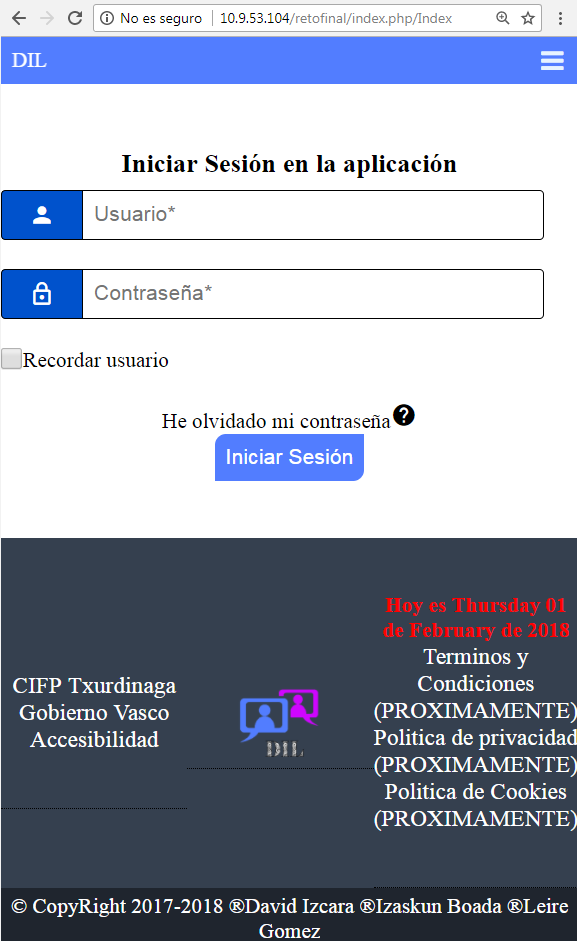 No es seguro 10.9.53.104/retofinal/index.php/Index
DIL
Iniciar Sesión en la aplicación
Usuario*
Contraseña*
Recordar usuario
He olvidado mi contraseña
Iniciar Sesión
CIFP Txurdinaga
Gobierno Vasco
Accesibilidad
DIL
Hoy es Thursday 01
de February de 2018
Terminos y
Condiciones
(PROXIMAMENTE)
Politica de privacidad
(PROXIMAMENTE)
Politica de Cookies
(PROXIMAMENTE)
© CopyRight 2017-2018 ®David Izcara ®Izaskun Boada ®Leire
Gomez